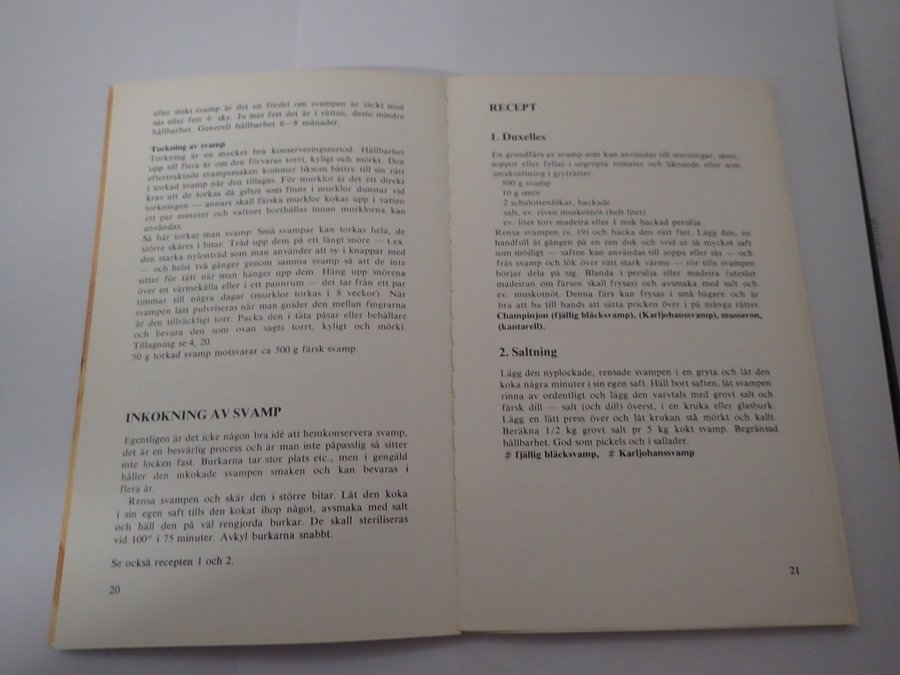 eller stekt svamp är det en fördel om svampen är täckt med
sås eller fett + sky. Ju mer fett det är i rätten, desto mindre
hållbarhet. Generell hållbarhet 6—8 månader.
Torkning av svamp
Torkning är en mycket bra konserveringsmetod. Hållbarhet
upp till flera år om den förvaras torrt, kyligt och mörkt. Den
eftertraktade svampsmaken kommer liksom bättre till sin rätt
i torkad svamp när den tillagas. För murklor är det ett direkt
krav att de torkas då giftet som finns i murklor dunstar vid
torkningen — annars skall färska murklor kokas upp i vatten
ett par minuter och vattnet borthällas innan murklorna kan
användas.
Så här torkar man svamp: Små svampar kan torkas hela, de
större skäres i bitar. Träd upp dem på ett långt snöre — t.ex.
den starka nylontråd som man använder att sy i knappar med
— och helst två gånger genom samma svamp så att de inte
sitter för tätt när man hänger upp dem. Häng upp snörena
över en värmekälla eller i ett pannrum — det tar från ett par
timmar till några dagar (murklor torkas i 8 veckor). När
svampen lätt pulvriseras när man gnider den mellan fingrarna
är den tillräckligt torr. Packa den i täta påsar eller behållare
och bevara den som ovan sagts torrt, kyligt och mörkt.
Tillagning se 4, 20.
50 g torkad svamp motsvarar ca 500 g färsk svamp.
INKOKNING AV SVAMP
Egentligen är det icke någon bra idé att hemkonservera svamp,
det är en besvärlig process och är man inte påpasslig så sitter
inte locken fast. Burkarna tar stor plats etc., men i gengäld
håller den inkokade svampen smaken och kan bevaras i
flera år.
Rensa svampen och skär den i större bitar. Låt den koka
i sin egen saft tills den kokat ihop något, avsmaka med salt
och häll den på väl rengjorda burkar. De skall steriliseras
vid 100° i 75 minuter. Avkyl burkarna snabbt.
Se också recepten 1 och 2.
20
RECEPT
1. Duxelles
En grundfärs av svamp som kan användas till stuvningar, såser,
soppor eller fyllas i urgröpta tomater och liknande eller som
smaksättning i gryträtter.
500 g svamp
10 g smör
2 schalottenlökar, hackade
salt, ev. riven muskotnöt (helt litet)
ev. litet torr madeira eller 1 msk hackad persilja.
Rensa svampen (s. 19) och hacka den rätt fint. Lägg den, en
handfull åt gången på en ren duk och vrid ur så mycket saft
som möjligt — saften kan användas till soppa eller sås — och
fräs svamp och lök över rätt stark värme — rör tills svampen
börjar dela på sig. Blanda i persilja eller madeira (uteslut
madeiran om färsen skall frysas) och avsmaka med salt och
ev. muskotnöt. Denna färs kan frysas i små bägare och är
bra att ha till hands att sätta pricken över i på många rätter.
Champinjon (fjällig bläcksvamp), (Karljohanssvamp), musseron,
(kantarell).
2. Saltning
Lägg den nyplockade, rensade svampen i en gryta och låt den
koka några minuter i sin egen saft. Häll bort saften, låt svampen
rinna av ordentligt och lägg den varvtals med grovt salt och
färsk dill — salt (och dill) överst, i en kruka eller glasburk.
Lägg en lätt press över och låt krukan stå mörkt och kallt.
Beräkna 1/2 kg grovt salt pr 5 kg kokt svamp. Begränsad
hållbarhet. God som pickels och i sallader.
# fjällig bläcksvamp, # Karljohanssvamp
21